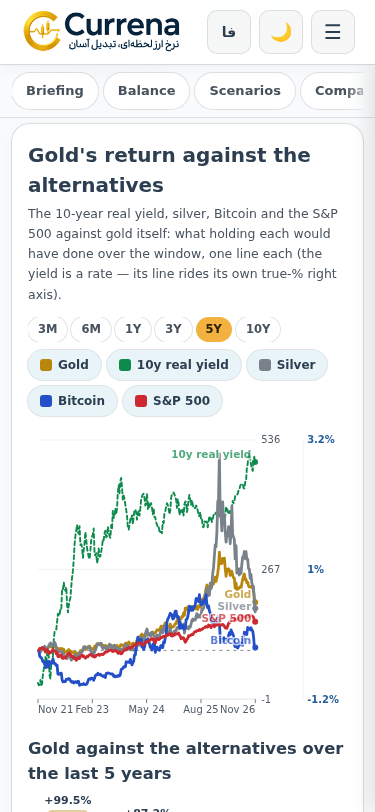 Currena
نرخ ارز لحظه‌ای، تبدیل آسان
فا
Briefing Balance Scenarios Compa
Gold's return against the
alternatives
The 10-year real yield, silver, Bitcoin and the S&P
500 against gold itself: what holding each would
have done over the window, one line each (the
yield is a rate — its line rides its own true-% right
axis).
3M 6M 1Y 3Y 5Y 10Y
Gold 10y real yield Silver
Bitcoin S&P 500
536 3.2%
10y real yield
267 1%
Gold
Silver
S&P 500
Bitcoin
-1 -1.2%
Nov 21 Feb 23 May 24 Aug 25 Nov 26
Gold against the alternatives over
the last 5 years
+99.5%